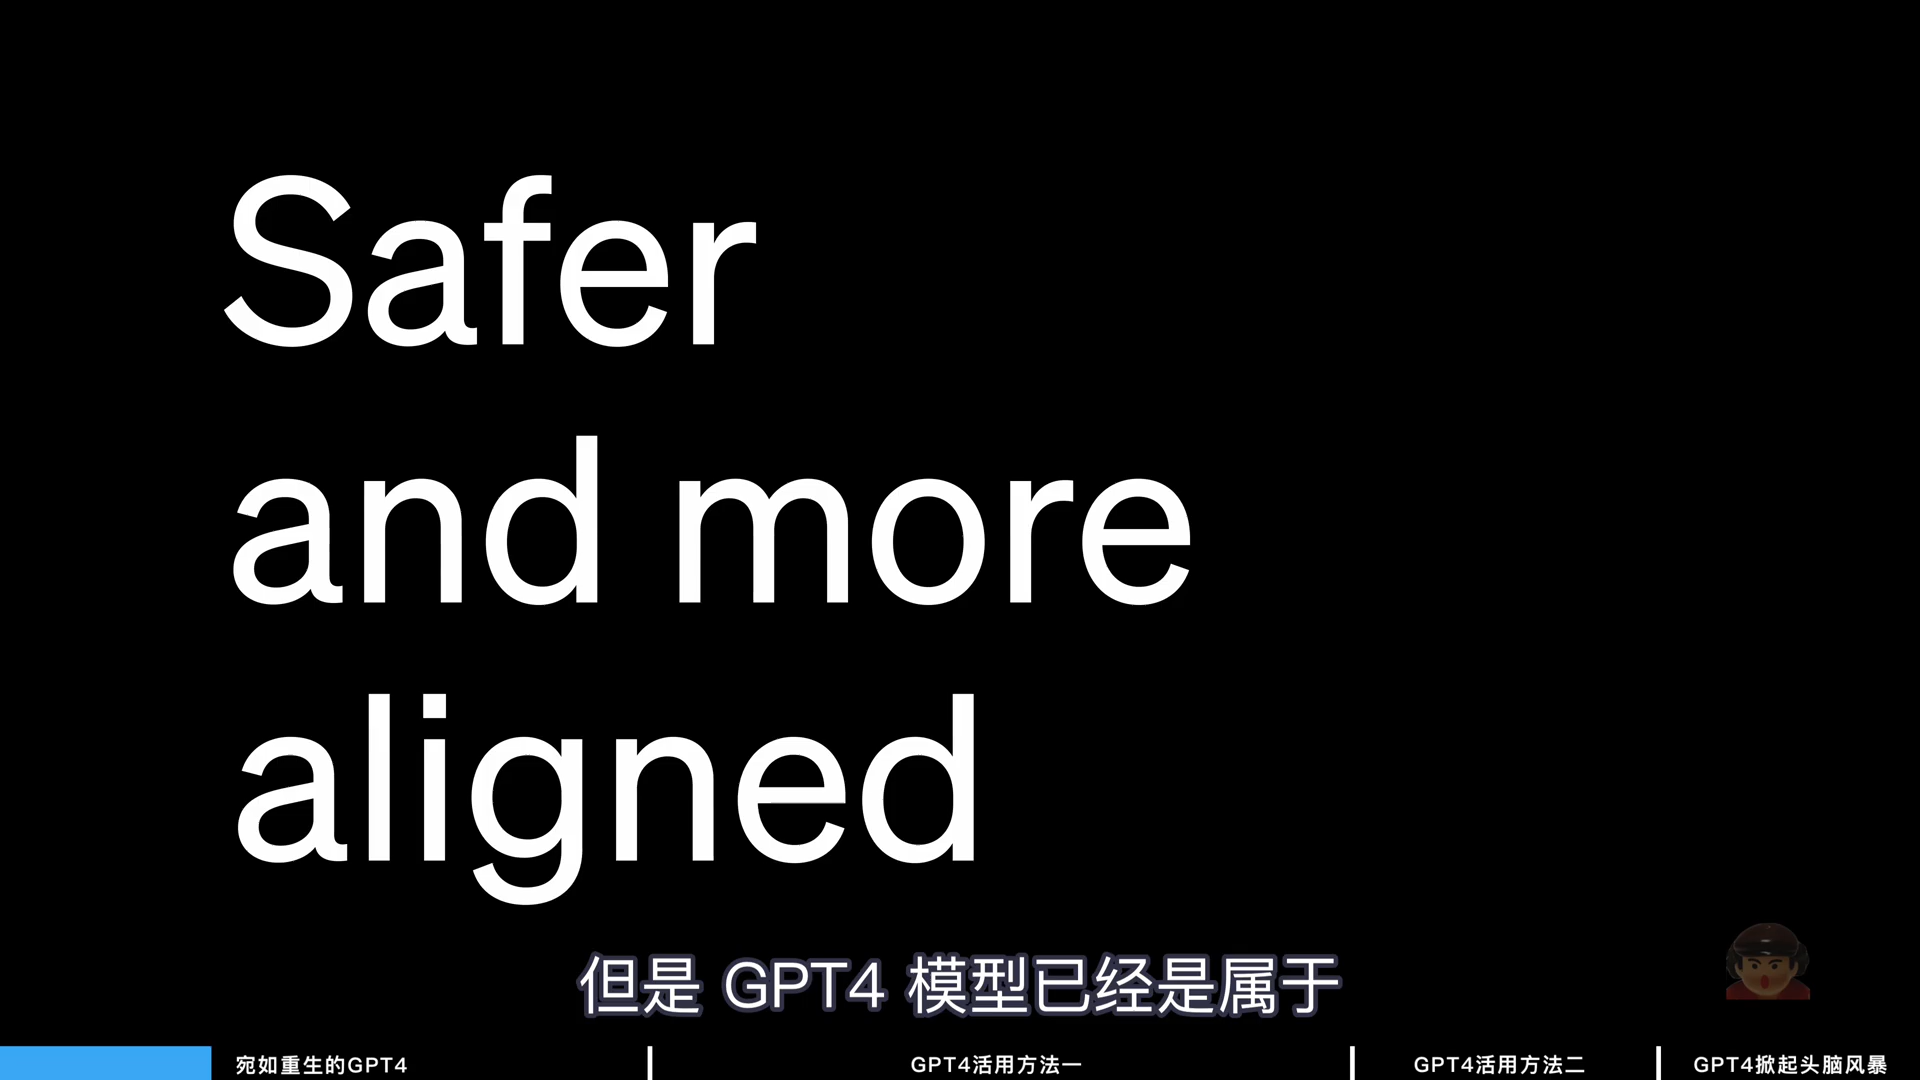 Safer
and more
aligned
但是 GPT4 模型已经是属于
宛如重生的GPT4
GPT4活用方法一
GPT4活用方法二
GPT4掀起头脑风暴